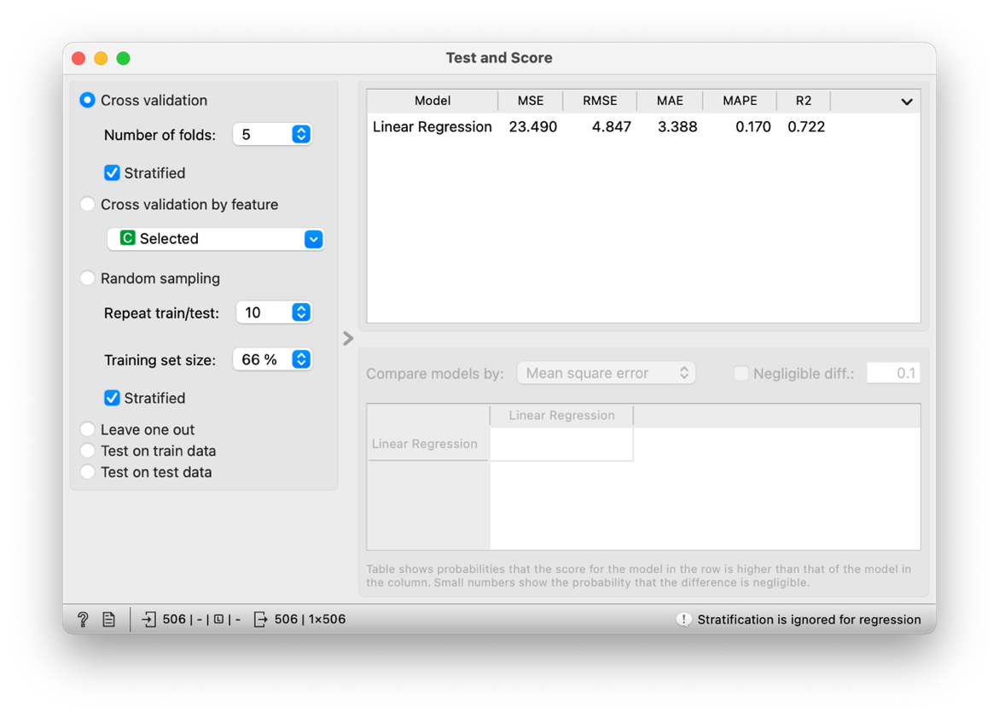 Test and Score
Cross validation
Number of folds: 5
Stratified
Cross validation by feature
C Selected
Random sampling
Repeat train/test: 10
Training set size: 66 %
Stratified
Leave one out
Test on train data
Test on test data
Model MSE RMSE MAE MAPE R2
Linear Regression 23.490 4.847 3.388 0.170 0.722
Compare models by: Mean square error Negligible diff.: 0.1
Linear Regression
Linear Regression
Table shows probabilities that the score for the model in the row is higher than that of the model in
the column. Small numbers show the probability that the difference is negligible.
? 506 | - | L | - 506 | 1×506
! Stratification is ignored for regression